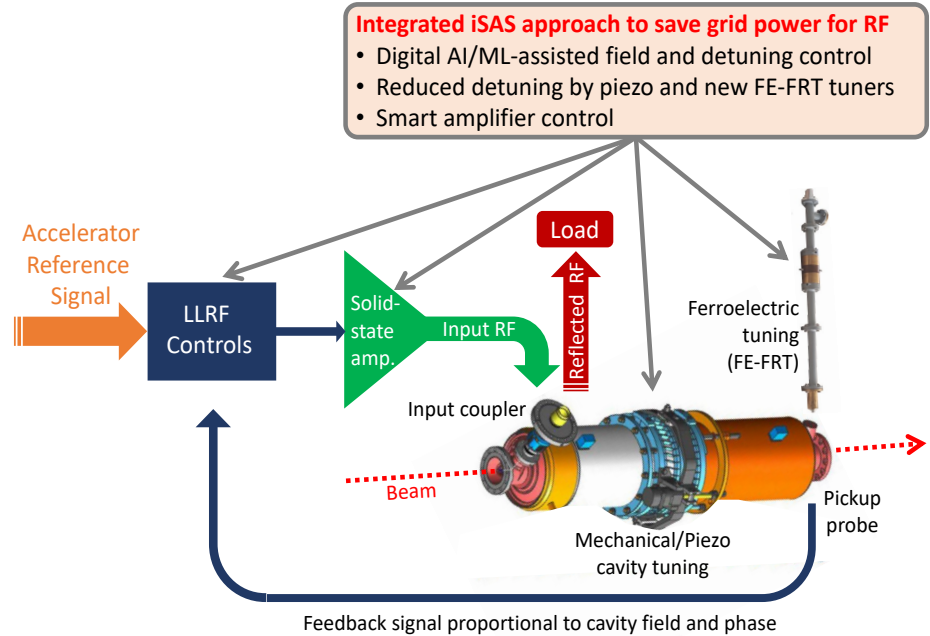 Integrated iSAS approach to save grid power for RF
• Digital AI/ML-assisted field and detuning control
• Reduced detuning by piezo and new FE-FRT tuners
• Smart amplifier control
Accelerator
Reference
Signal
LLRF
Controls
Solid-
state
amp.
Input RF
Load
Reflected RF
Ferroelectric
tuning
(FE-FRT)
Input coupler
Beam
Mechanical/Piezo
cavity tuning
Pickup
probe
Feedback signal proportional to cavity field and phase